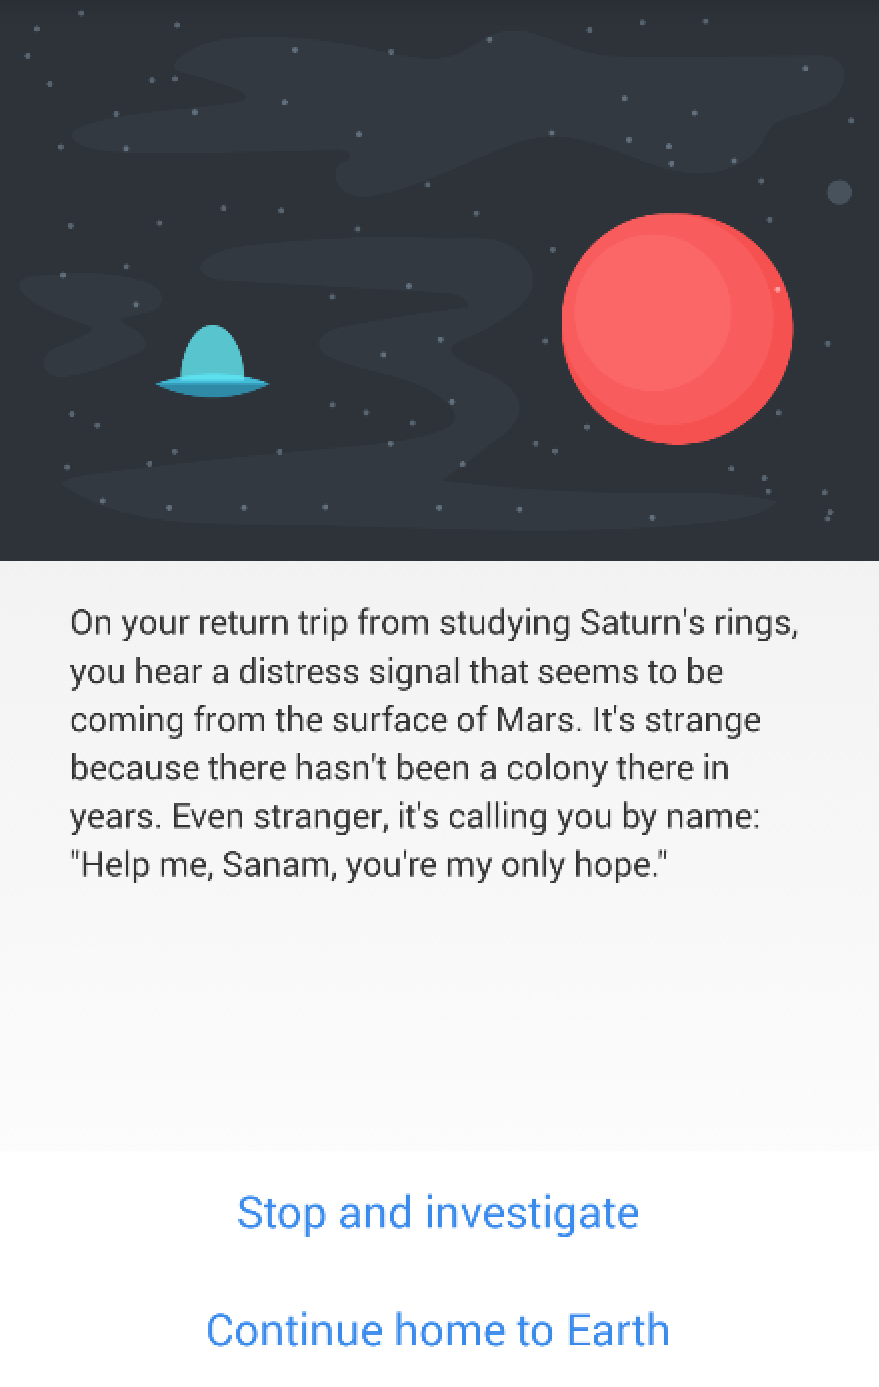 On your return trip from studying Saturn's rings,
you hear a distress signal that seems to be
coming from the surface of Mars. It's strange
because there hasn't been a colony there in
years. Even stranger, it's calling you by name:
"Help me, Sanam, you're my only hope."
Stop and investigate
Continue home to Earth